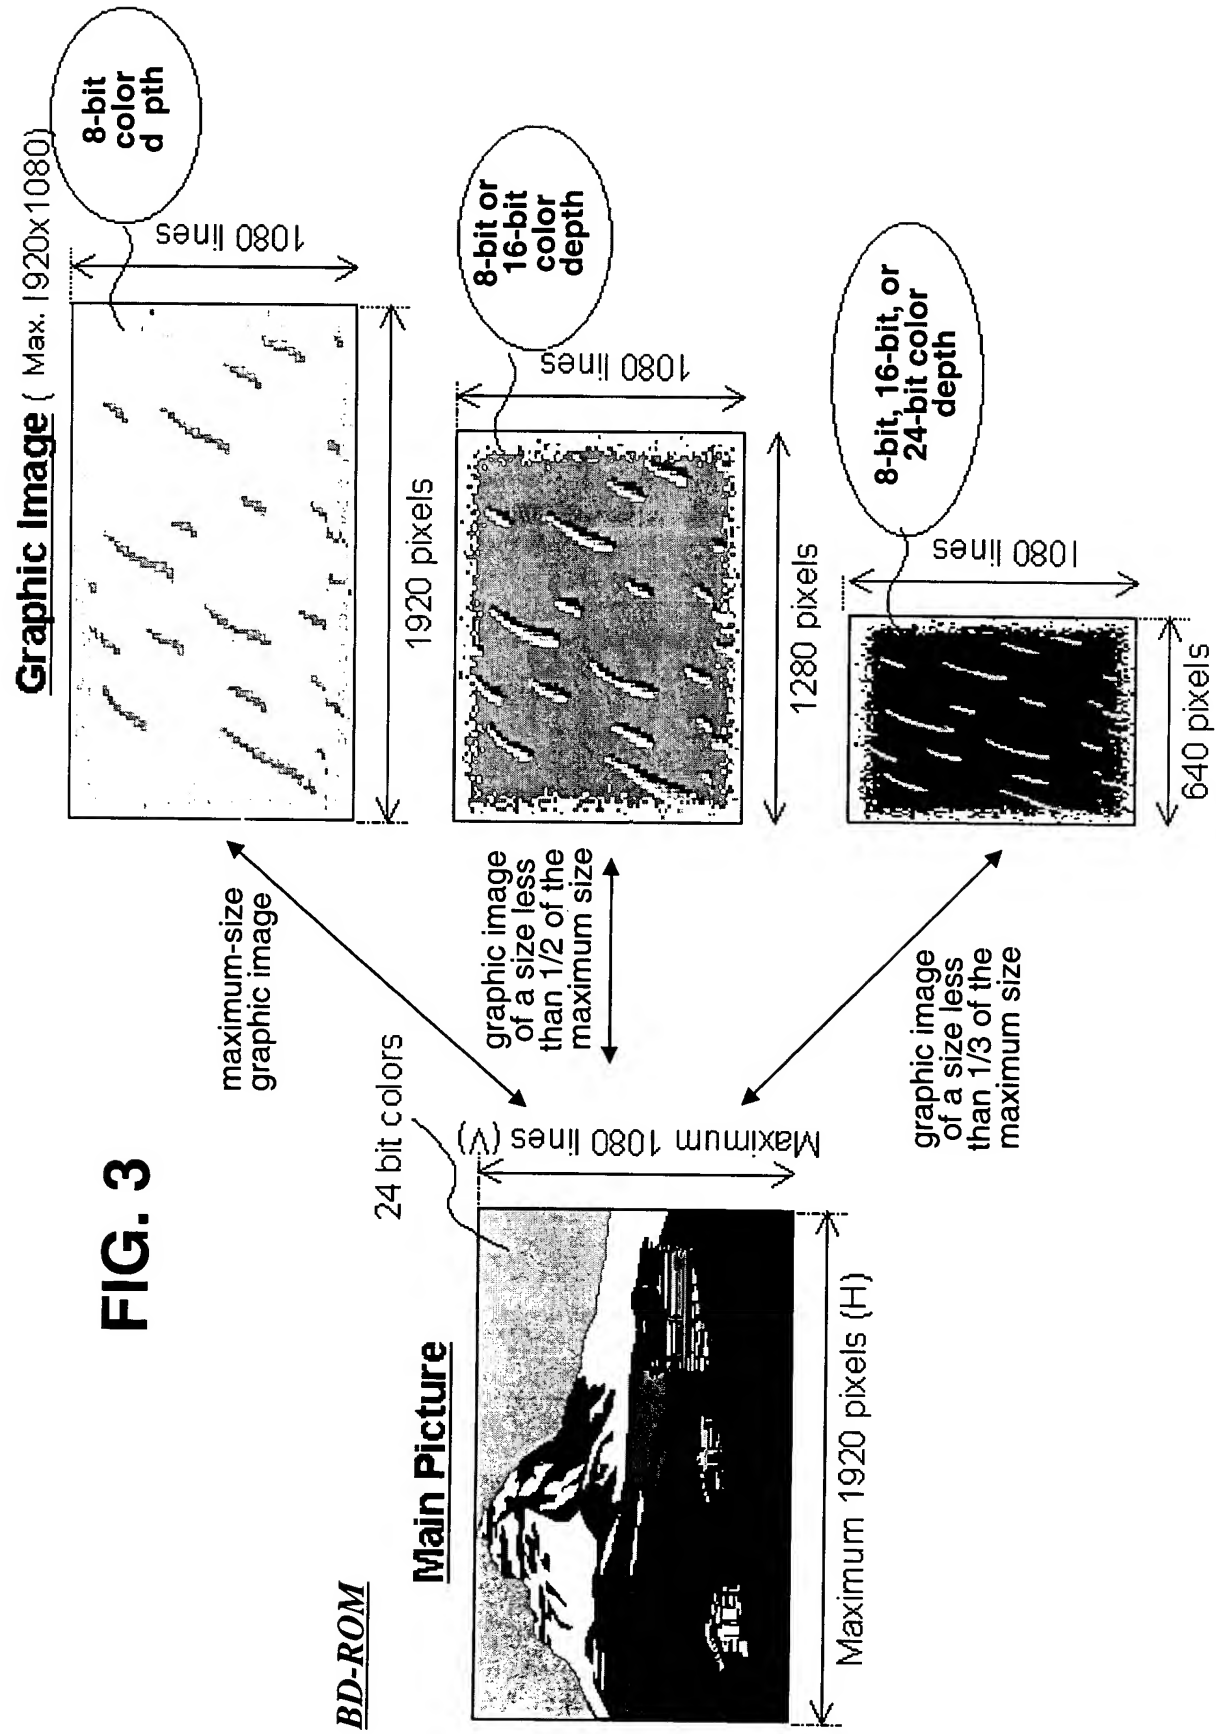 FIG. 3
BD-ROM
Main Picture
24 bit colors
Maximum 1080 lines (V)
Maximum 1920 pixels (H)
Graphic Image ( Max. 1920x1080)
maximum-size
graphic image
8-bit
color
d pth
1080 lines
1920 pixels
graphic image
of a size less
than 1/2 of the
maximum size
8-bit or
16-bit
color
depth
1080 lines
1280 pixels
graphic image
of a size less
than 1/3 of the
maximum size
8-bit, 16-bit, or
24-bit color
depth
1080 lines
640 pixels